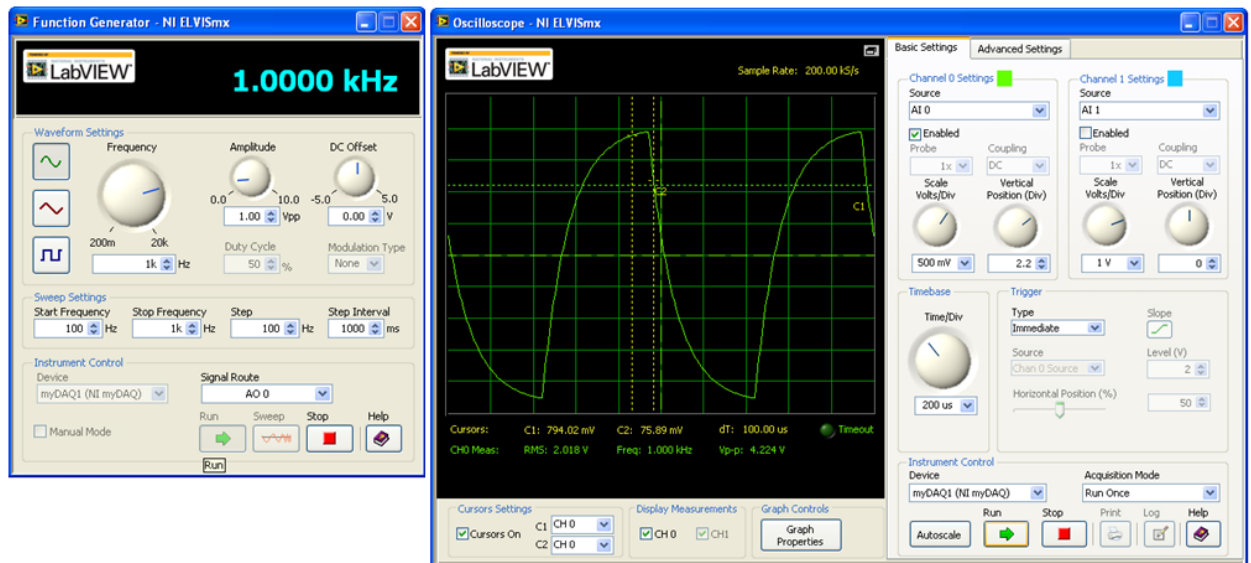 Function Generator - NI ELVISmx
LabVIEW
1.0000 kHz
Waveform Settings
Frequency
Amplitude
DC Offset
0.0
10.0
-5.0
5.0
1.00 Vpp
0.00 V
200m
20k
1k Hz
Duty Cycle
50 %
Modulation Type
None
Sweep Settings
Start Frequency
Stop Frequency
Step
Step Interval
100 Hz
1k Hz
100 Hz
1000 ms
Instrument Control
Device
Signal Route
myDAQ1 (NI myDAQ)
AO 0
Run
Sweep
Stop
Help
Manual Mode
Run
Oscilloscope - NI ELVISmx
LabVIEW
Sample Rate: 200.00 kS/s
C2
C1
Cursors: C1: 794.02 mV C2: 75.89 mV dT: 100.00 us Timeout
CH0 Meas: RMS: 2.018 V Freq: 1.000 kHz Vp-p: 4.224 V
Cursors Settings
Cursors On
C1 CH 0
C2 CH 0
Display Measurements
CH 0
CH1
Graph Controls
Graph
Properties
Basic Settings
Advanced Settings
Channel 0 Settings
Source
AI 0
Enabled
Probe
Coupling
1x
DC
Scale
Volts/Div
Vertical
Position (Div)
500 mV
2.2
Channel 1 Settings
Source
AI 1
Enabled
Probe
Coupling
1x
DC
Scale
Volts/Div
Vertical
Position (Div)
1 V
0
Timebase
Time/Div
200 us
Trigger
Type
Immediate
Slope
Source
Chan 0 Source
Level (V)
2
Horizontal Position (%)
50
Instrument Control
Device
Acquisition Mode
myDAQ1 (NI myDAQ)
Run Once
Run
Stop
Print
Log
Help
Autoscale